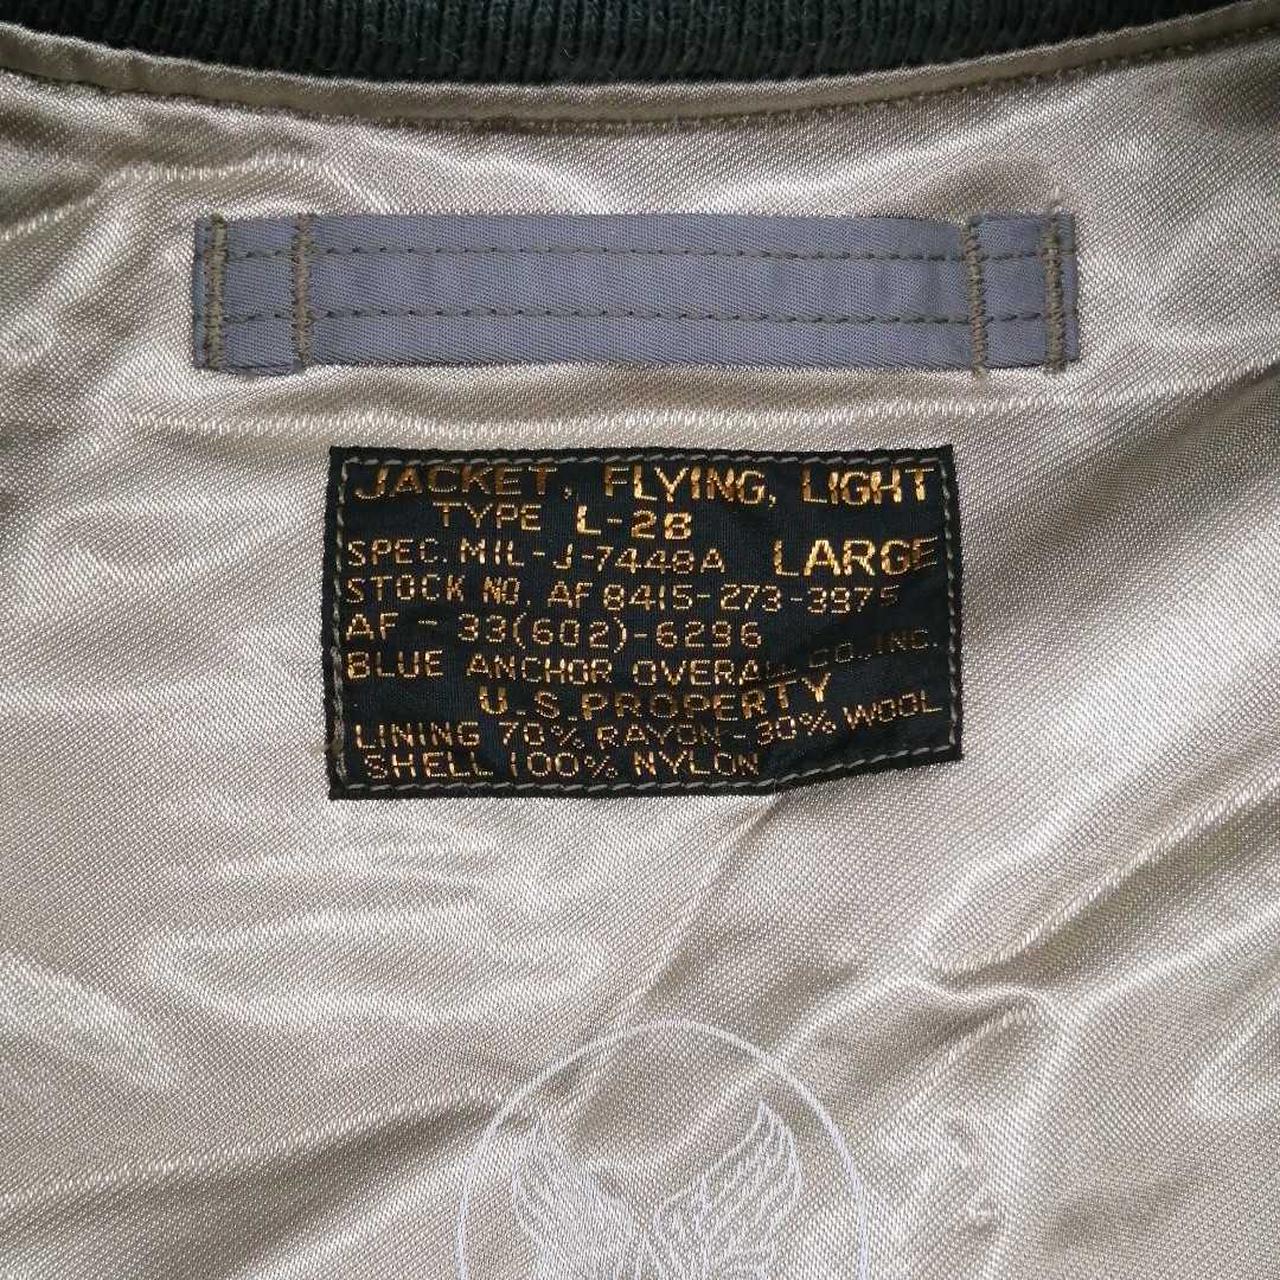 JACKET, FLYING, LIGHT
TYPE L-2B
SPEC. MIL-J-7448A LARGE
STOCK NO. AF 8415-273-3975
AF - 33(602)-6296
BLUE ANCHOR OVERALL CO. INC.
U.S. PROPERTY
LINING 70% RAYON-30% WOOL
SHELL 100% NYLON